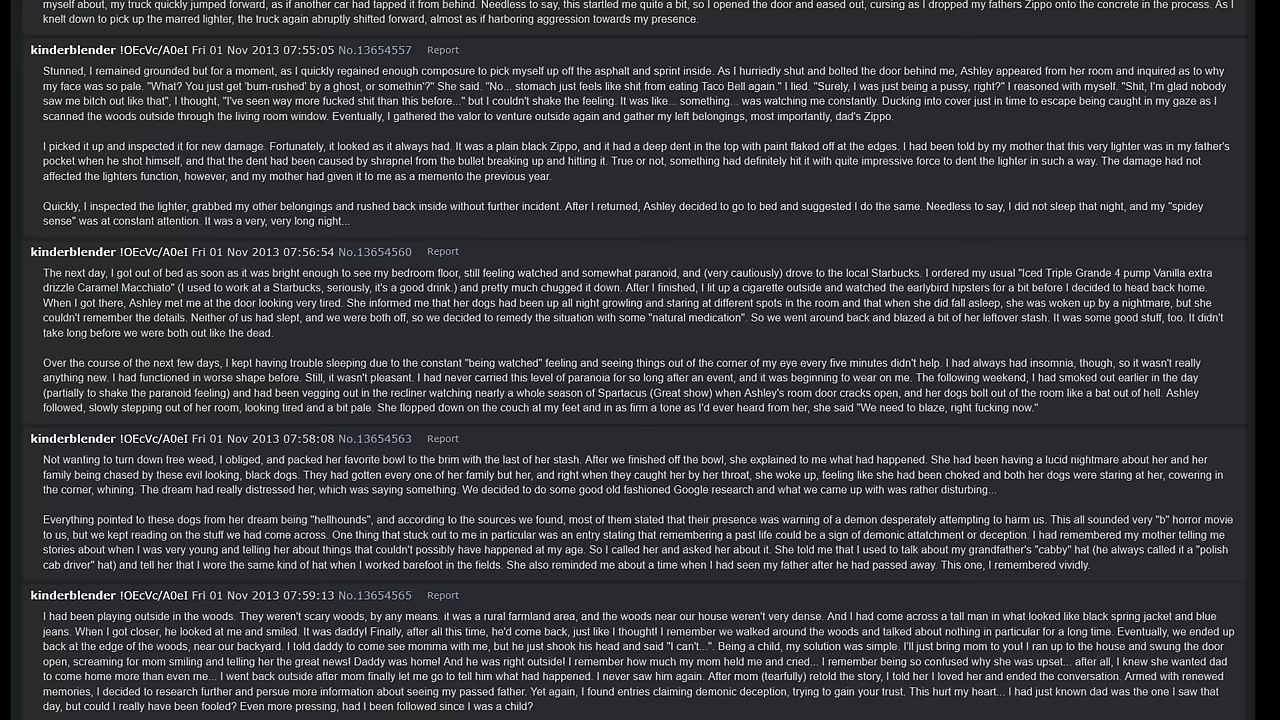 myself about, my truck quickly jumped forward, as if another car had tapped it from behind. Needless to say, this startled me quite a bit, so I opened the door and eased out, cursing as I dropped my fathers Zippo onto the concrete in the process. As I
knelt down to pick up the marred lighter, the truck again abruptly shifted forward, almost as if harboring aggression towards my presence.
kinderblender !OEcVc/A0eI Fri 01 Nov 2013 07:55:05 No.13654557 Report
Stunned, I remained grounded but for a moment, as I quickly regained enough composure to pick myself up off the asphalt and sprint inside. As I hurriedly shut and bolted the door behind me, Ashley appeared from her room and inquired as to why
my face was so pale. "What? You just get 'bum-rushed' by a ghost, or somethin'?" She said. "No... stomach just feels like shit from eating Taco Bell again." I lied. "Surely, I was just being a pussy, right?" I reasoned with myself. "Shit, I'm glad nobody
saw me bitch out like that", I thought, "I've seen way more fucked shit than this before..." but I couldn't shake the feeling. It was like... something... was watching me constantly. Ducking into cover just in time to escape being caught in my gaze as I
scanned the woods outside through the living room window. Eventually, I gathered the valor to venture outside again and gather my left belongings, most importantly, dad's Zippo.
I picked it up and inspected it for new damage. Fortunately, it looked as it always had. It was a plain black Zippo, and it had a deep dent in the top with paint flaked off at the edges. I had been told by my mother that this very lighter was in my father's
pocket when he shot himself, and that the dent had been caused by shrapnel from the bullet breaking up and hitting it. True or not, something had definitely hit it with quite impressive force to dent the lighter in such a way. The damage had not
affected the lighters function, however, and my mother had given it to me as a memento the previous year.
Quickly, I inspected the lighter, grabbed my other belongings and rushed back inside without further incident. After I returned, Ashley decided to go to bed and suggested I do the same. Needless to say, I did not sleep that night, and my "spidey
sense" was at constant attention. It was a very, very long night...
kinderblender !OEcVc/A0eI Fri 01 Nov 2013 07:56:54 No.13654560 Report
The next day, I got out of bed as soon as it was bright enough to see my bedroom floor, still feeling watched and somewhat paranoid, and (very cautiously) drove to the local Starbucks. I ordered my usual "Iced Triple Grande 4 pump Vanilla extra
drizzle Caramel Macchiato" (I used to work at a Starbucks, seriously, it's a good drink.) and pretty much chugged it down. After I finished, I lit up a cigarette outside and watched the earlybird hipsters for a bit before I decided to head back home.
When I got there, Ashley met me at the door looking very tired. She informed me that her dogs had been up all night growling and staring at different spots in the room and that when she did fall asleep, she was woken up by a nightmare, but she
couldn't remember the details. Neither of us had slept, and we were both off, so we decided to remedy the situation with some "natural medication". So we went around back and blazed a bit of her leftover stash. It was some good stuff, too. It didn't
take long before we were both out like the dead.
Over the course of the next few days, I kept having trouble sleeping due to the constant "being watched" feeling and seeing things out of the corner of my eye every five minutes didn't help. I had always had insomnia, though, so it wasn't really
anything new. I had functioned in worse shape before. Still, it wasn't pleasant. I had never carried this level of paranoia for so long after an event, and it was beginning to wear on me. The following weekend, I had smoked out earlier in the day
(partially to shake the paranoid feeling) and had been vegging out in the recliner watching nearly a whole season of Spartacus (Great show) when Ashley's room door cracks open, and her dogs bolt out of the room like a bat out of hell. Ashley
followed, slowly stepping out of her room, looking tired and a bit pale. She flopped down on the couch at my feet and in as firm a tone as I'd ever heard from her, she said "We need to blaze, right fucking now."
kinderblender !OEcVc/A0eI Fri 01 Nov 2013 07:58:08 No.13654563 Report
Not wanting to turn down free weed, I obliged, and packed her favorite bowl to the brim with the last of her stash. After we finished off the bowl, she explained to me what had happened. She had been having a lucid nightmare about her and her
family being chased by these evil looking, black dogs. They had gotten every one of her family but her, and right when they caught her by her throat, she woke up, feeling like she had been choked and both her dogs were staring at her, cowering in
the corner, whining. The dream had really distressed her, which was saying something. We decided to do some good old fashioned Google research and what we came up with was rather disturbing...
Everything pointed to these dogs from her dream being "hellhounds", and according to the sources we found, most of them stated that their presence was warning of a demon desperately attempting to harm us. This all sounded very "b" horror movie
to us, but we kept reading on the stuff we had come across. One thing that stuck out to me in particular was an entry stating that remembering a past life could be a sign of demonic attatchment or deception. I had remembered my mother telling me
stories about when I was very young and telling her about things that couldn't possibly have happened at my age. So I called her and asked her about it. She told me that I used to talk about my grandfather's "cabby" hat (he always called it a "polish
cab driver" hat) and tell her that I wore the same kind of hat when I worked barefoot in the fields. She also reminded me about a time when I had seen my father after he had passed away. This one, I remembered vividly.
kinderblender !OEcVc/A0eI Fri 01 Nov 2013 07:59:13 No.13654565 Report
I had been playing outside in the woods. They weren't scary woods, by any means. it was a rural farmland area, and the woods near our house weren't very dense. And I had come across a tall man in what looked like black spring jacket and blue
jeans. When I got closer, he looked at me and smiled. It was daddy! Finally, after all this time, he'd come back, just like I thought! I remember we walked around the woods and talked about nothing in particular for a long time. Eventually, we ended up
back at the edge of the woods, near our backyard. I told daddy to come see momma with me, but he just shook his head and said "I can't...". Being a child, my solution was simple. I'll just bring mom to you! I ran up to the house and swung the door
open, screaming for mom smiling and telling her the great news! Daddy was home! And he was right outside! I remember how much my mom held me and cried... I remember being so confused why she was upset... after all, I knew she wanted dad
to come home more than even me... I went back outside after mom finally let me go to tell him what had happened. I never saw him again. After mom (tearfully) retold the story, I told her I loved her and ended the conversation. Armed with renewed
memories, I decided to research further and persue more information about seeing my passed father. Yet again, I found entries claiming demonic deception, trying to gain your trust. This hurt my heart... I had just known dad was the one I saw that
day, but could I really have been fooled? Even more pressing, had I been followed since I was a child?